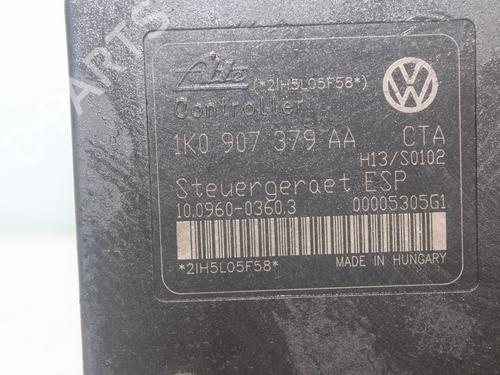 Ate (*2IH5L05F58*)
Controller
1K0 907 379 AA CTA
H13/S0102
Steuergeraet ESP
10.0960-0360.3 00005305G1
*2IH5L05F58* MADE IN HUNGARY
B-PARTS